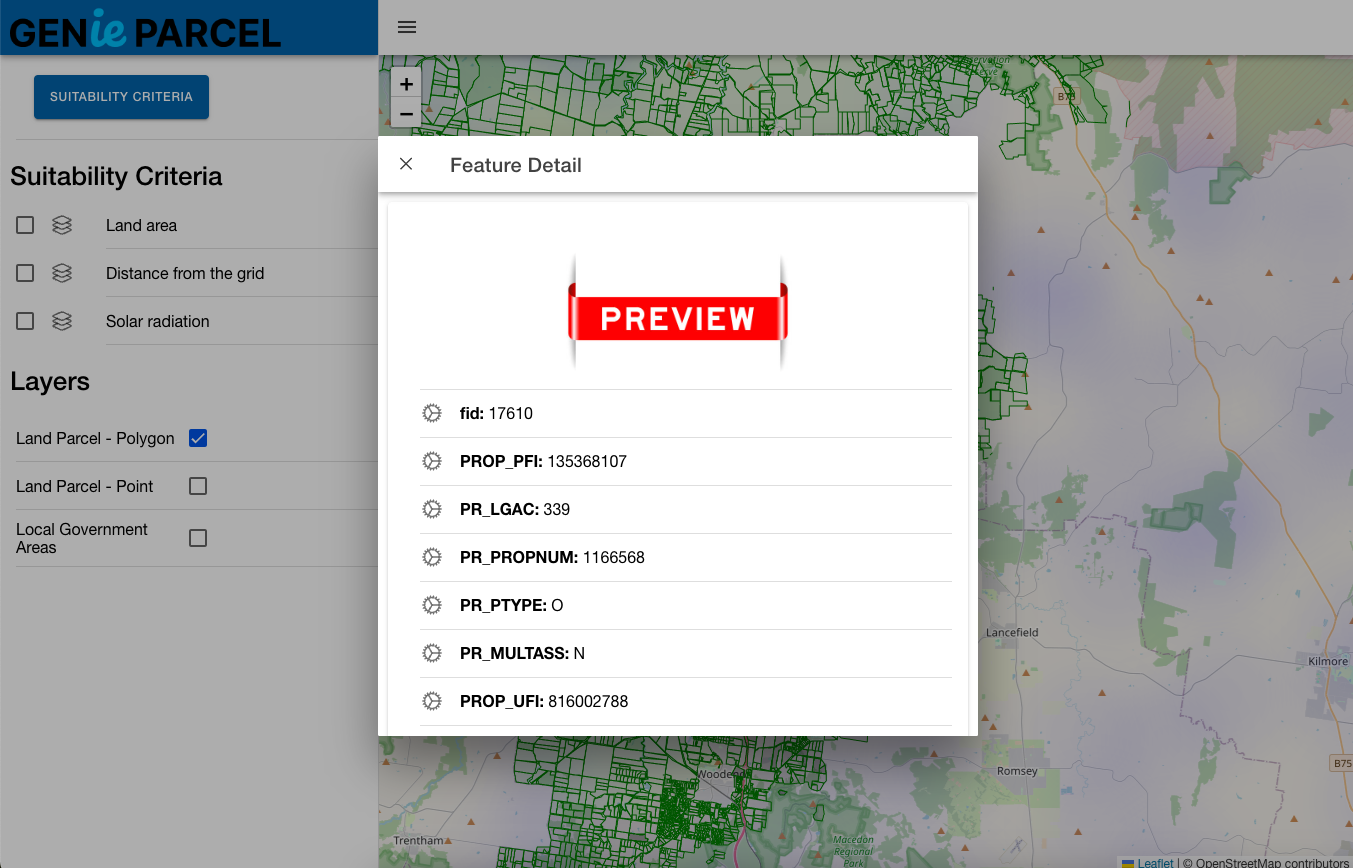 GENie PARCEL
SUITABILITY CRITERIA
Suitability Criteria
Land area
Distance from the grid
Solar radiation
Layers
Land Parcel - Polygon
Land Parcel - Point
Local Government
Areas
+
−
B75
Feature Detail
PREVIEW
fid: 17610
PROP_PFI: 135368107
PR_LGAC: 339
PR_PROPNUM: 1166568
PR_PTYPE: O
PR_MULTASS: N
PROP_UFI: 816002788
Lancefield
Kilmore
B75
Romsey
Woodend
Trentham
Macedon
Regional
Park
Leaflet | © OpenStreetMap contributors